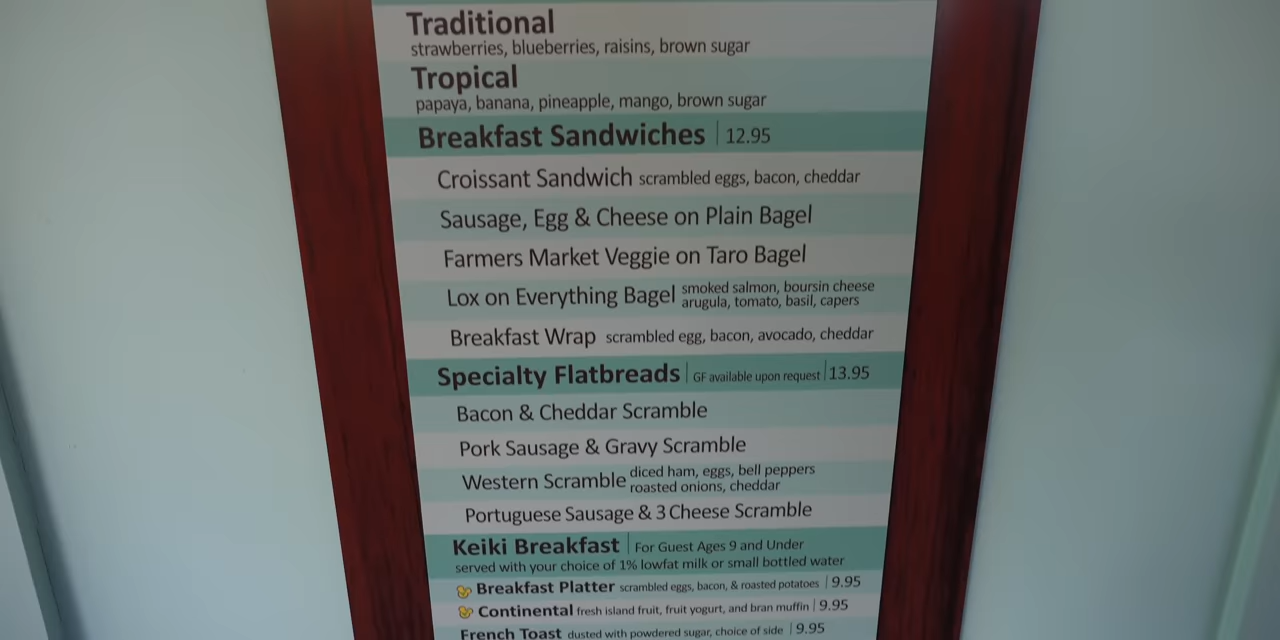 Traditional
strawberries, blueberries, raisins, brown sugar
Tropical
papaya, banana, pineapple, mango, brown sugar
Breakfast Sandwiches | 12.95
Croissant Sandwich scrambled eggs, bacon, cheddar
Sausage, Egg & Cheese on Plain Bagel
Farmers Market Veggie on Taro Bagel
Lox on Everything Bagel smoked salmon, boursin cheese
arugula, tomato, basil, capers
Breakfast Wrap scrambled egg, bacon, avocado, cheddar
Specialty Flatbreads | GF available upon request | 13.95
Bacon & Cheddar Scramble
Pork Sausage & Gravy Scramble
Western Scramble diced ham, eggs, bell peppers
roasted onions, cheddar
Portuguese Sausage & 3 Cheese Scramble
Keiki Breakfast | For Guest Ages 9 and Under
served with your choice of 1% lowfat milk or small bottled water
Breakfast Platter scrambled eggs, bacon, & roasted potatoes | 9.95
Continental fresh island fruit, fruit yogurt, and bran muffin | 9.95
French Toast dusted with powdered sugar, choice of side | 9.95